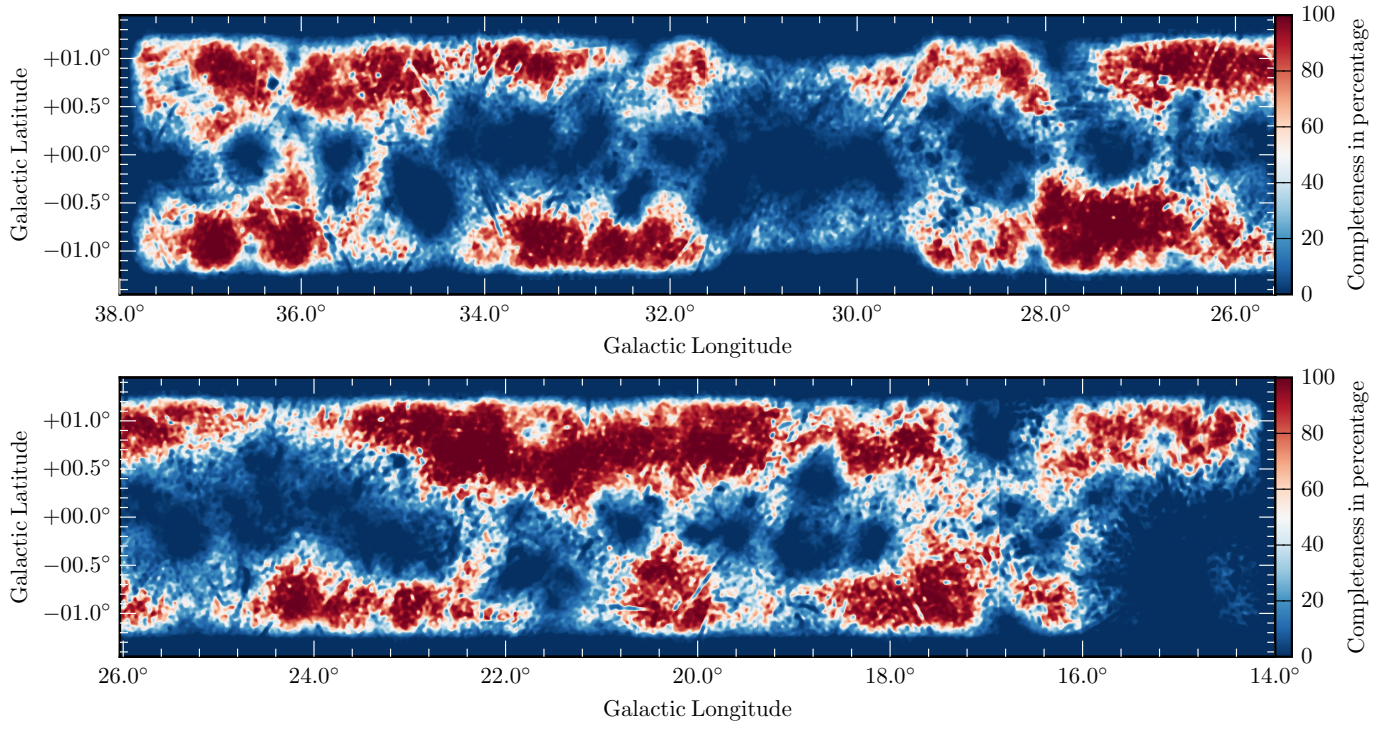 Galactic Latitude
+01.0°
+00.5°
+00.0°
−00.5°
−01.0°
38.0° 36.0° 34.0° 32.0° 30.0° 28.0° 26.0°
Galactic Longitude
100
80
60
40
20
0
Completeness in percentage
Galactic Latitude
+01.0°
+00.5°
+00.0°
−00.5°
−01.0°
26.0° 24.0° 22.0° 20.0° 18.0° 16.0° 14.0°
Galactic Longitude
100
80
60
40
20
0
Completeness in percentage